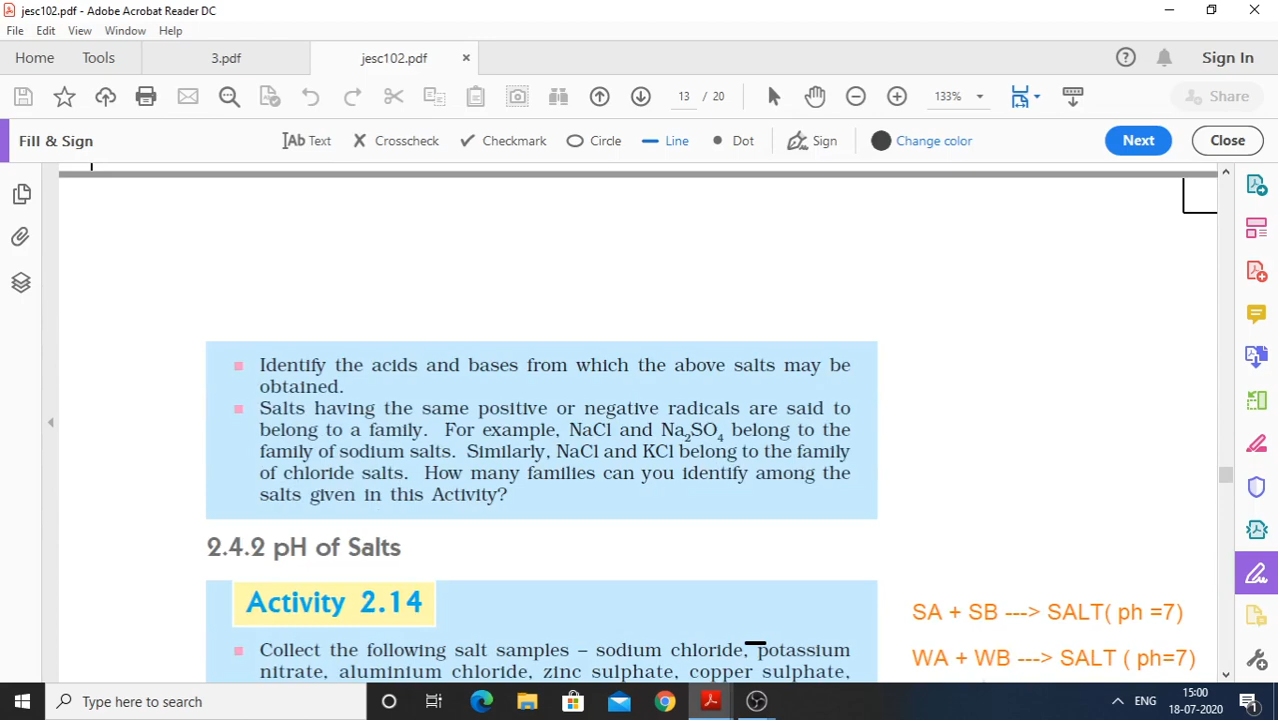 jesc102.pdf - Adobe Acrobat Reader DC
File Edit View Window Help
Home Tools 3.pdf jesc102.pdf × Sign In
13 / 20 133% Share
Fill & Sign Ab Text Crosscheck Checkmark Circle Line Dot Sign Change color Next Close
Identify the acids and bases from which the above salts may be
obtained.
Salts having the same positive or negative radicals are said to
belong to a family. For example, NaCl and Na₂SO₄ belong to the
family of sodium salts. Similarly, NaCl and KCl belong to the family
of chloride salts. How many families can you identify among the
salts given in this Activity?
2.4.2 pH of Salts
Activity 2.14
SA + SB ---> SALT( ph =7)
Collect the following salt samples – sodium chloride, potassium
WA + WB ---> SALT ( ph=7)
nitrate, aluminium chloride, zinc sulphate, copper sulphate,
Type here to search
ENG 15:00
18-07-2020 1